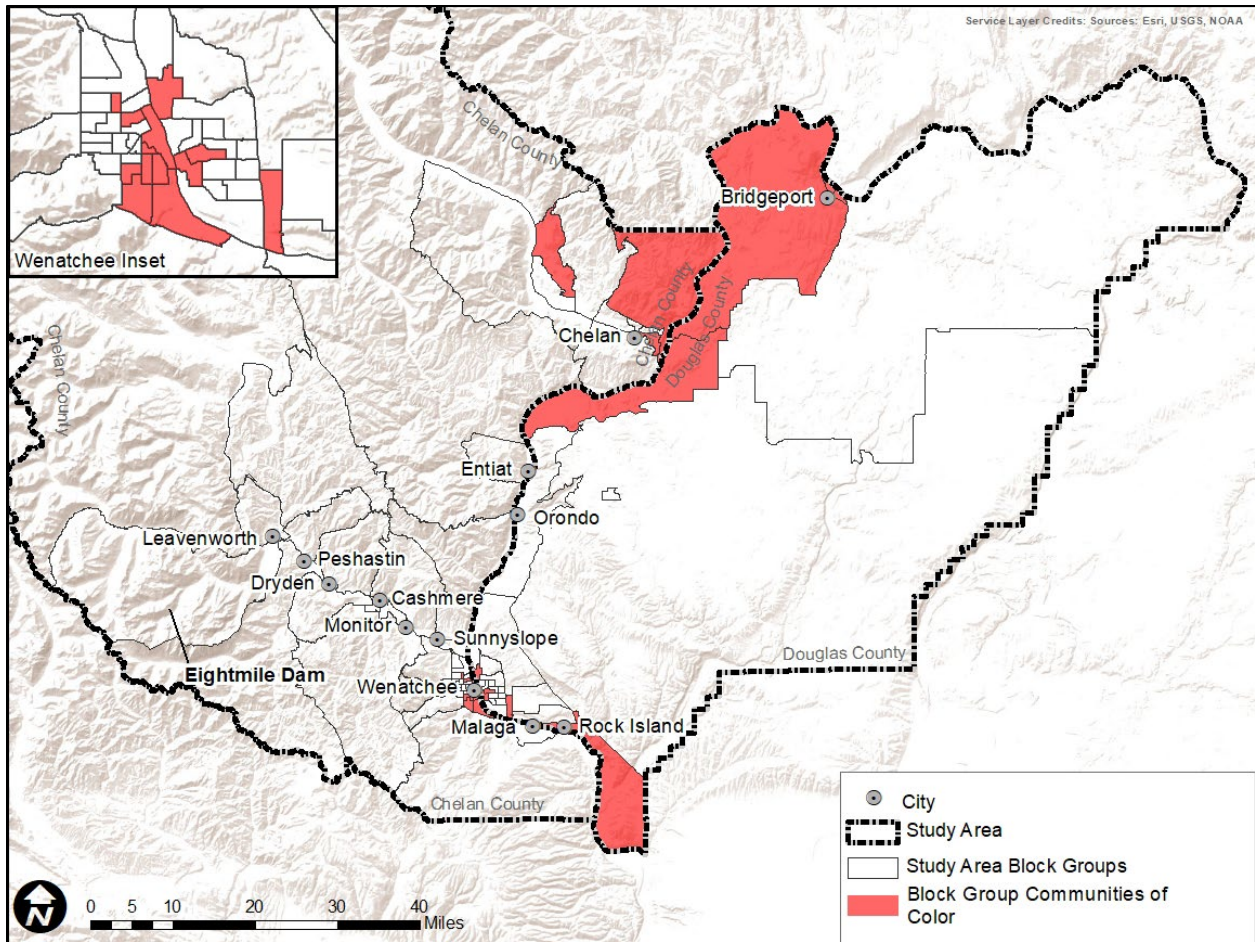 Service Layer Credits: Sources: Esri, USGS, NOAA
Wenatchee Inset
Chelan County
Bridgeport
Chelan County
Douglas County
Chelan
Chelan County
Entiat
Orondo
Leavenworth
Peshastin
Dryden
Cashmere
Monitor
Sunnyslope
Eightmile Dam
Douglas County
Wenatchee
Malaga
Rock Island
Chelan County
City
Study Area
Study Area Block Groups
Block Group Communities of
Color
N
0 5 10 20 30 40
Miles